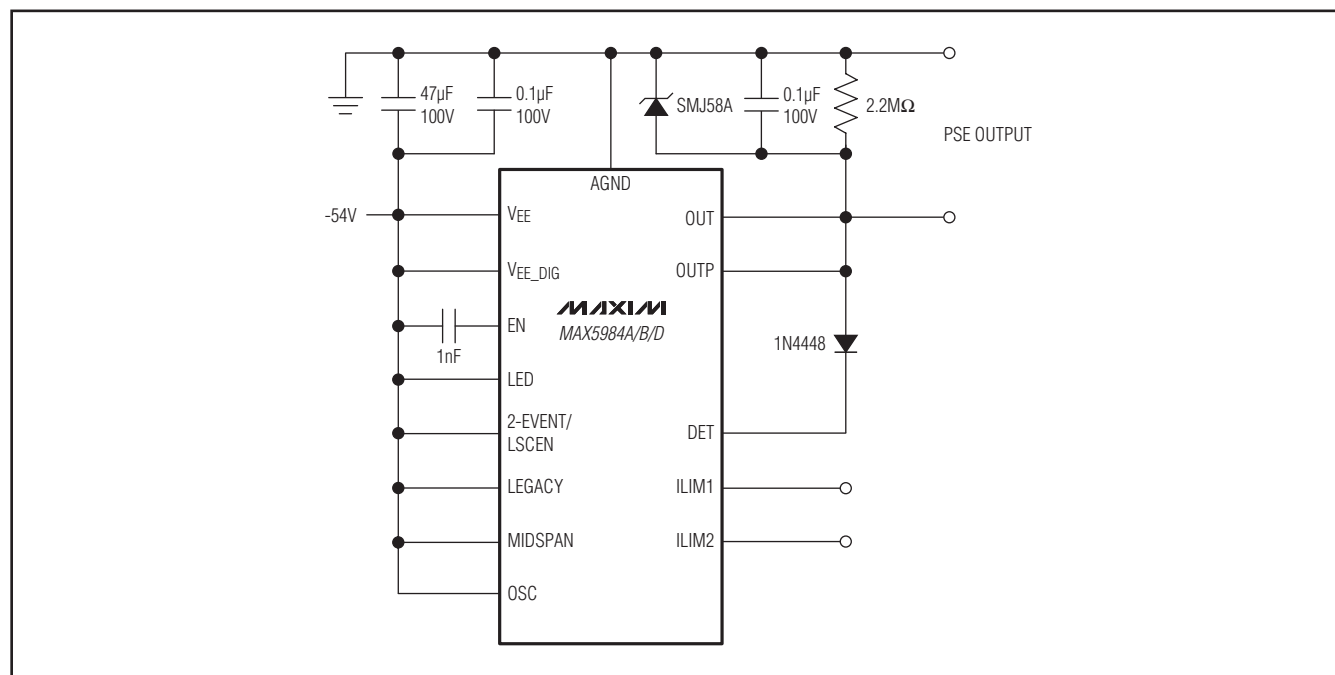 47µF
100V
0.1µF
100V
SMJ58A
0.1µF
100V
2.2MΩ
PSE OUTPUT
AGND
-54V
VEE
OUT
VEE_DIG
OUTP
MAXIM
MAX5984A/B/D
EN
1nF
1N4448
LED
2-EVENT/
LSCEN
DET
LEGACY
ILIM1
MIDSPAN
ILIM2
OSC